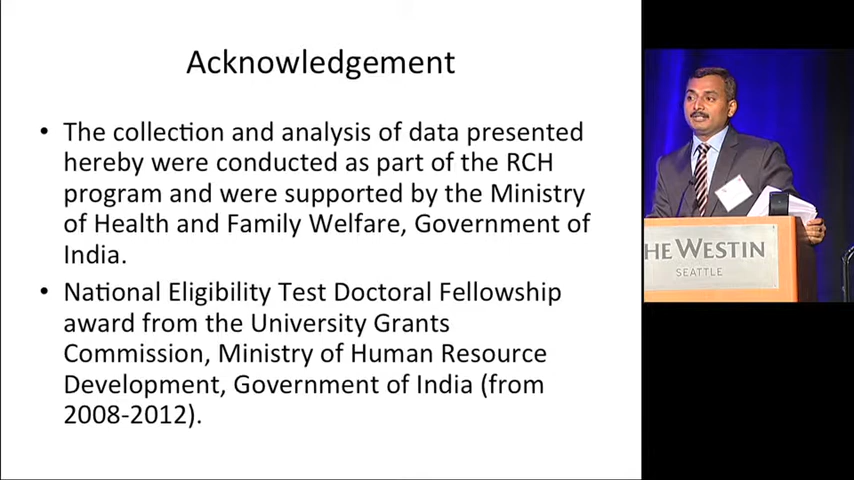 Acknowledgement
• The collection and analysis of data presented
hereby were conducted as part of the RCH
program and were supported by the Ministry
of Health and Family Welfare, Government of
India.
• National Eligibility Test Doctoral Fellowship
award from the University Grants
Commission, Ministry of Human Resource
Development, Government of India (from
2008-2012).
HE WESTIN
SEATTLE